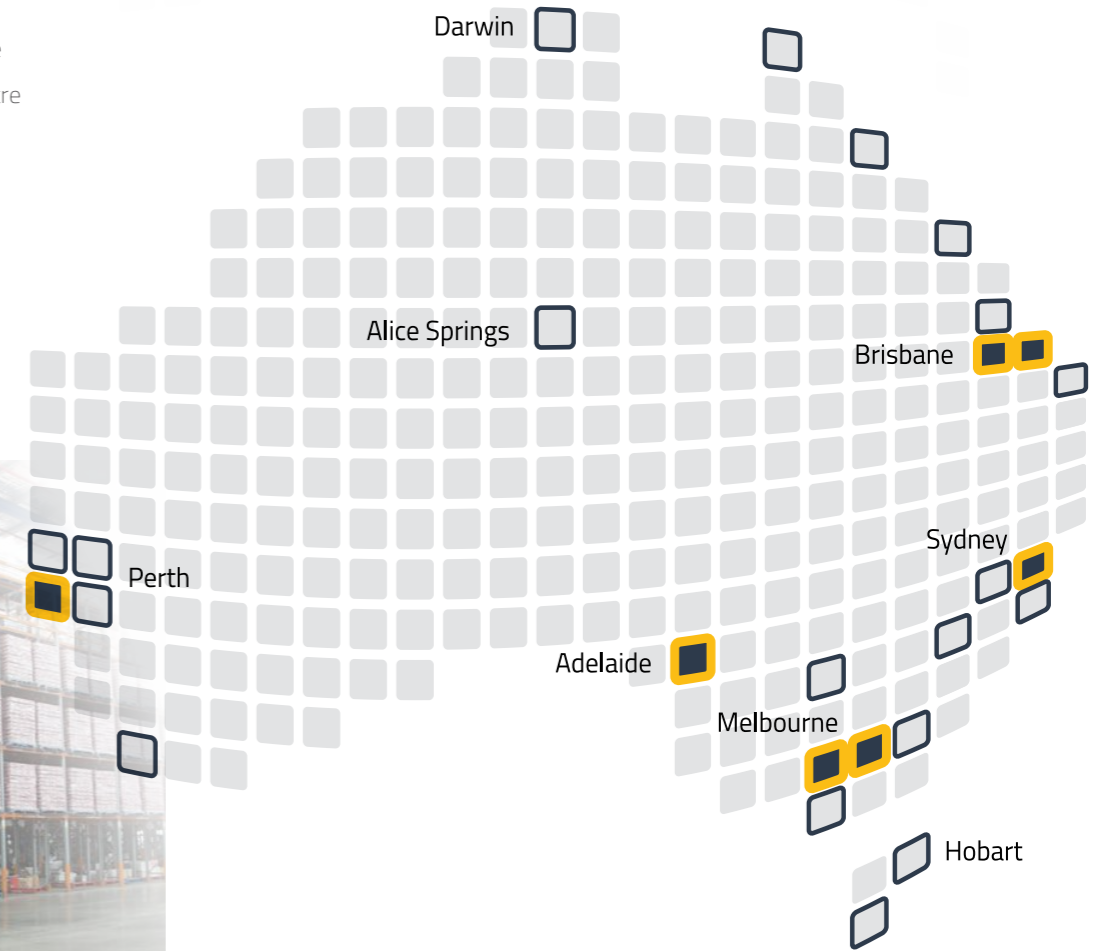 Darwin
Alice Springs
Brisbane
Sydney
Perth
Adelaide
Melbourne
Hobart